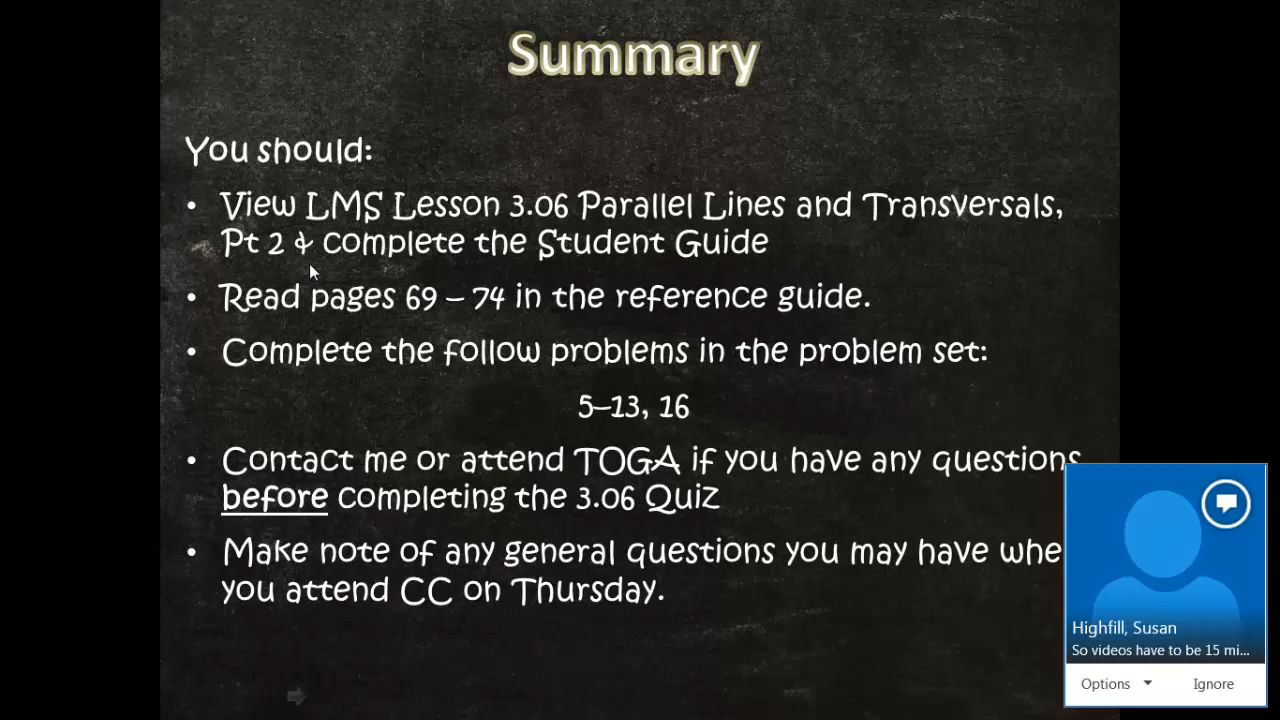 Summary
You should:
• View LMS Lesson 3.06 Parallel Lines and Transversals,
Pt 2 & complete the Student Guide
• Read pages 69 – 74 in the reference guide.
• Complete the follow problems in the problem set:
5–13, 16
• Contact me or attend TOGA if you have any questions
before completing the 3.06 Quiz
• Make note of any general questions you may have whe
you attend CC on Thursday.
Highfill, Susan
So videos have to be 15 mi...
Options Ignore